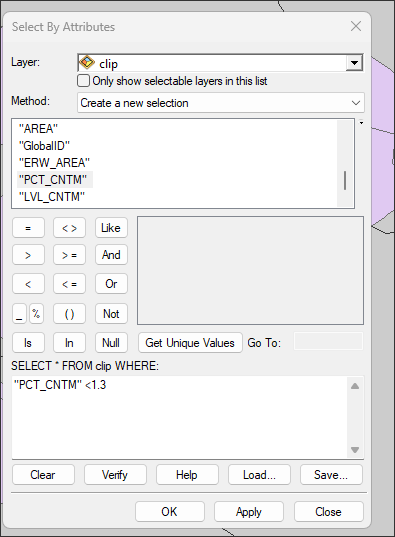 Select By Attributes
Layer: clip
Only show selectable layers in this list
Method: Create a new selection
"AREA"
"GlobalID"
"ERW_AREA"
"PCT_CNTM"
"LVL_CNTM"
= < > Like
> > = And
< < = Or
_ % ( ) Not
Is In Null Get Unique Values Go To:
SELECT * FROM clip WHERE:
"PCT_CNTM" <1.3
Clear Verify Help Load... Save...
OK Apply Close